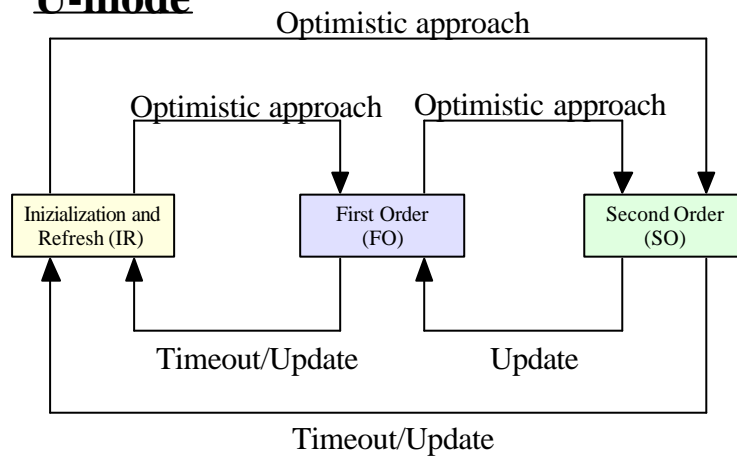 U-mode
Optimistic approach
Optimistic approach
Optimistic approach
Inizialization and
Refresh (IR)
First Order
(FO)
Second Order
(SO)
Timeout/Update
Update
Timeout/Update